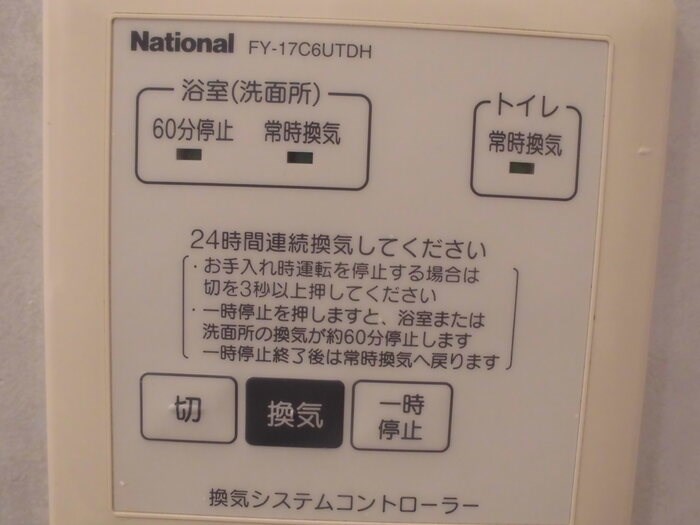 National FY-17C6UTDH
浴室(洗面所)
トイレ
60分停止 常時換気
常時換気
24時間連続換気してください
・お手入れ時運転を停止する場合は
切を3秒以上押してください
・一時停止を押しますと、浴室または
洗面所の換気が約60分停止します
一時停止終了後は常時換気へ戻ります
切
換気
一時
停止
換気システムコントローラー